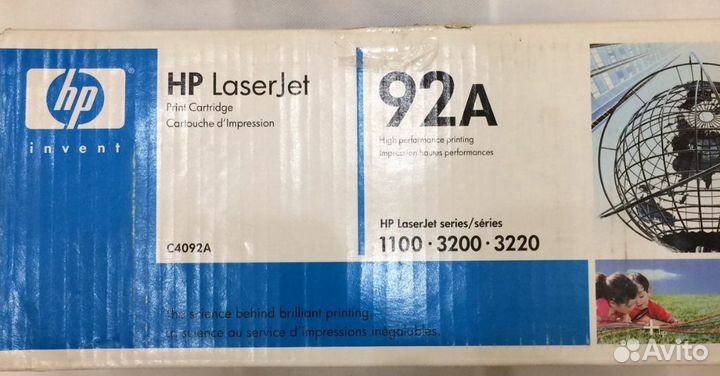 hp
invent
HP LaserJet
Print Cartridge
Cartouche d'Impression
C4092A
92A
High performance printing
Impression hautes performances
HP LaserJet series/séries
1100 · 3200 · 3220
the science behind brilliant printing.
la science au service d'impressions inégalables.
Avito